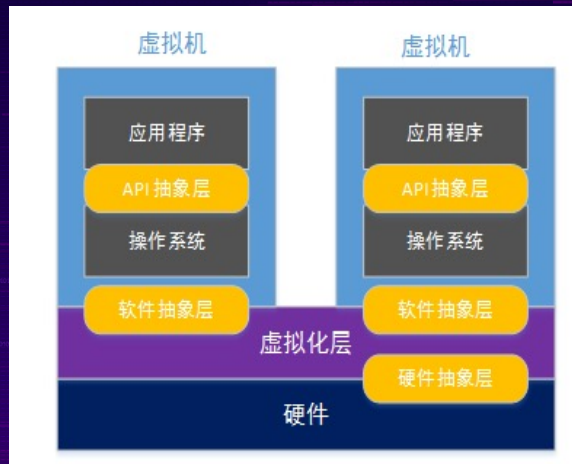 虚拟机
虚拟机
应用程序
应用程序
API 抽象层
API 抽象层
操作系统
操作系统
软件抽象层
软件抽象层
虚拟化层
硬件抽象层
硬件